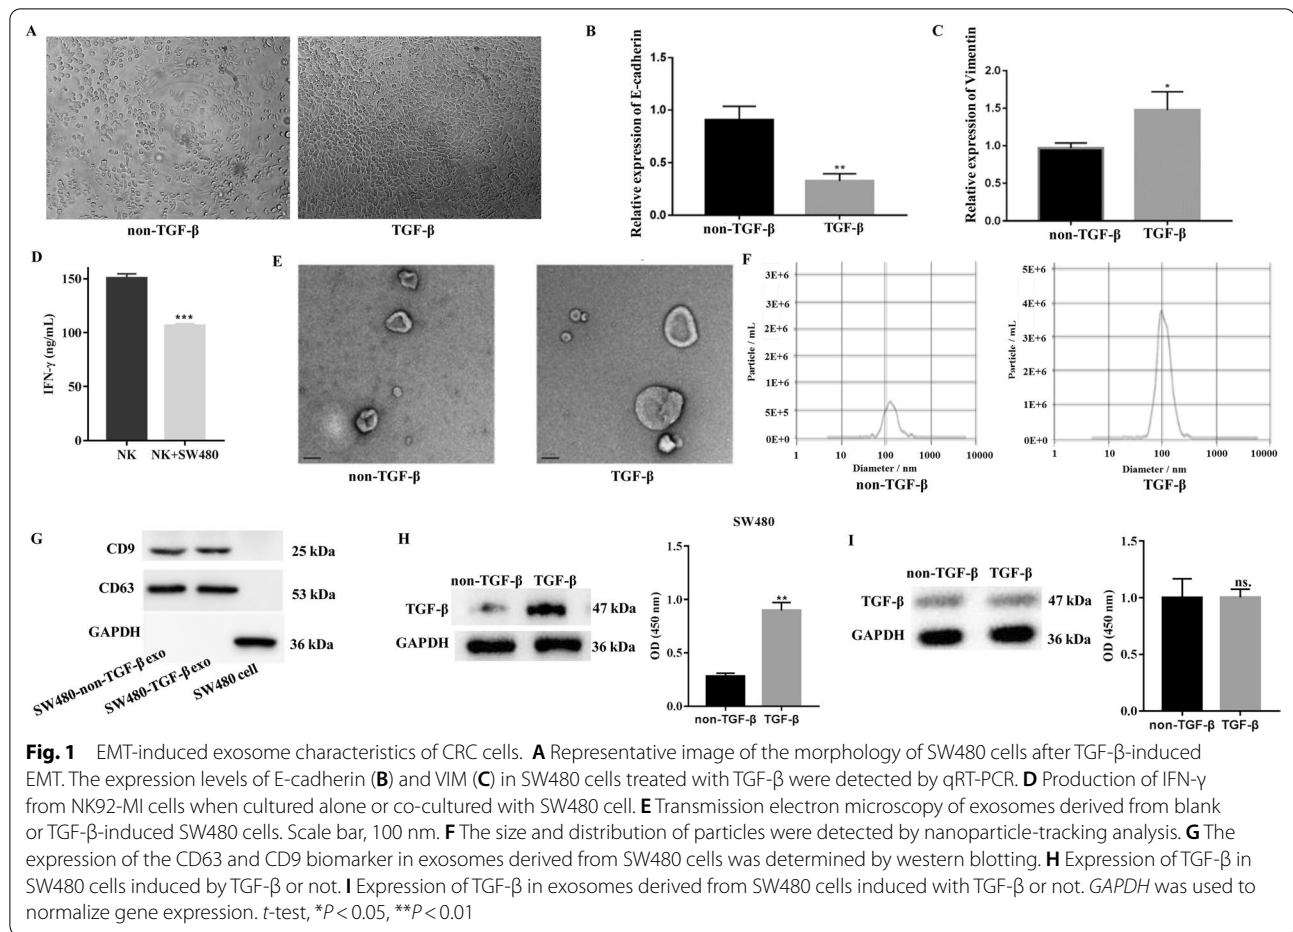 A
non-TGF-β
TGF-β
B
Relative expression of E-cadherin
1.5
1.0
0.5
0.0
**
non-TGF-β
TGF-β
C
Relative expression of Vimentin
2.0
1.5
1.0
0.5
0.0
*
non-TGF-β
TGF-β
D
IFN-γ (ng/mL)
150
100
50
0
***
NK
NK+SW480
E
non-TGF-β
TGF-β
F
Particle / mL
3E+6
3E+6
2E+6
2E+6
1E+6
1E+6
5E+5
0E+0
1
10
100
1000
10000
Diameter / nm
non-TGF-β
Particle / mL
5E+6
4E+6
3E+6
2E+6
1E+6
0E+0
1
10
100
1000
10000
Diameter / nm
TGF-β
G
CD9
25 kDa
CD63
53 kDa
GAPDH
36 kDa
SW480-non-TGF-β exo
SW480-TGF-β exo
SW480 cell
H
non-TGF-β TGF-β
TGF-β
47 kDa
GAPDH
36 kDa
SW480
OD (450 nm)
1.5
1.0
0.5
0.0
**
non-TGF-β
TGF-β
I
non-TGF-β TGF-β
TGF-β
47 kDa
GAPDH
36 kDa
OD (450 nm)
1.5
1.0
0.5
0.0
ns.
non-TGF-β
TGF-β
Fig. 1 EMT-induced exosome characteristics of CRC cells. A Representative image of the morphology of SW480 cells after TGF-β-induced
EMT. The expression levels of E-cadherin (B) and VIM (C) in SW480 cells treated with TGF-β were detected by qRT-PCR. D Production of IFN-γ
from NK92-MI cells when cultured alone or co-cultured with SW480 cell. E Transmission electron microscopy of exosomes derived from blank
or TGF-β-induced SW480 cells. Scale bar, 100 nm. F The size and distribution of particles were detected by nanoparticle-tracking analysis. G The
expression of the CD63 and CD9 biomarker in exosomes derived from SW480 cells was determined by western blotting. H Expression of TGF-β in
SW480 cells induced by TGF-β or not. I Expression of TGF-β in exosomes derived from SW480 cells induced with TGF-β or not. GAPDH was used to
normalize gene expression. t-test, *P < 0.05, **P < 0.01